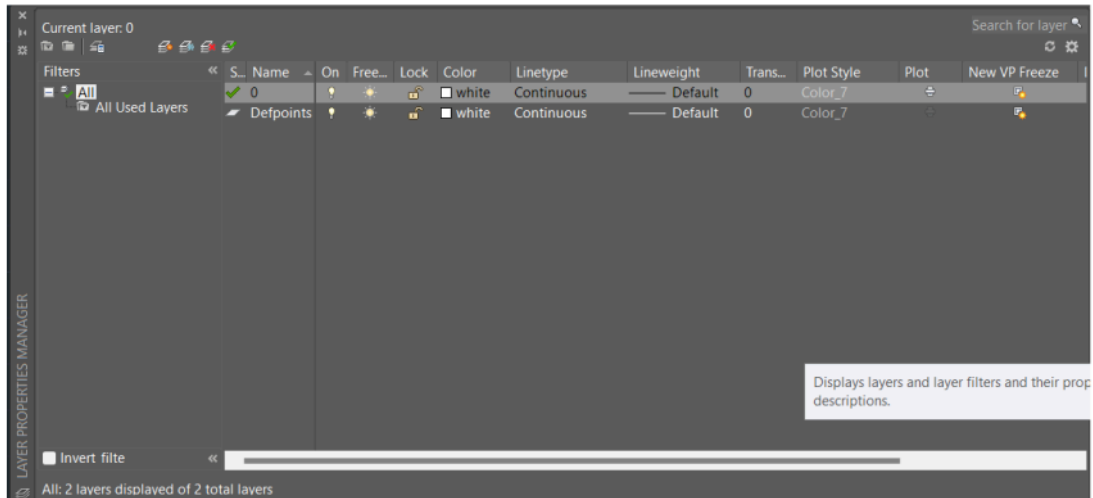 Current layer: 0
Search for layer
Filters
S... Name On Free... Lock Color Linetype Lineweight Trans... Plot Style Plot New VP Freeze
All
0 white Continuous Default 0 Color_7
All Used Layers
Defpoints white Continuous Default 0 Color_7
Displays layers and layer filters and their prop
descriptions.
LAYER PROPERTIES MANAGER
Invert filte
All: 2 layers displayed of 2 total layers